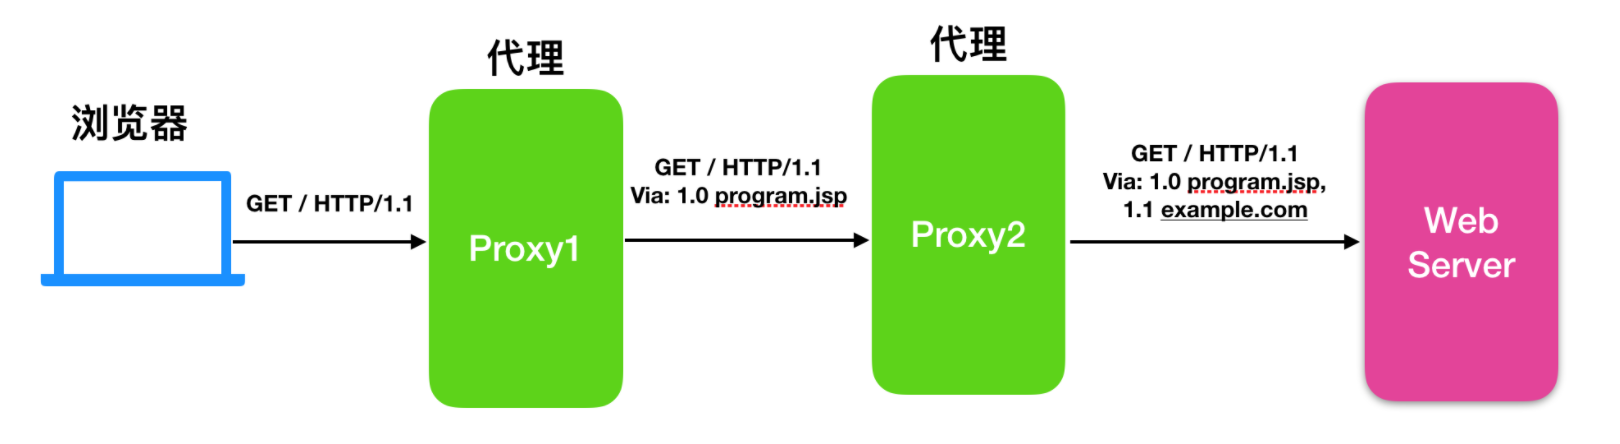 浏览器
GET / HTTP/1.1
代理
Proxy1
GET / HTTP/1.1
Via: 1.0 program.jsp
代理
Proxy2
GET / HTTP/1.1
Via: 1.0 program.jsp,
1.1 example.com
Web
Server